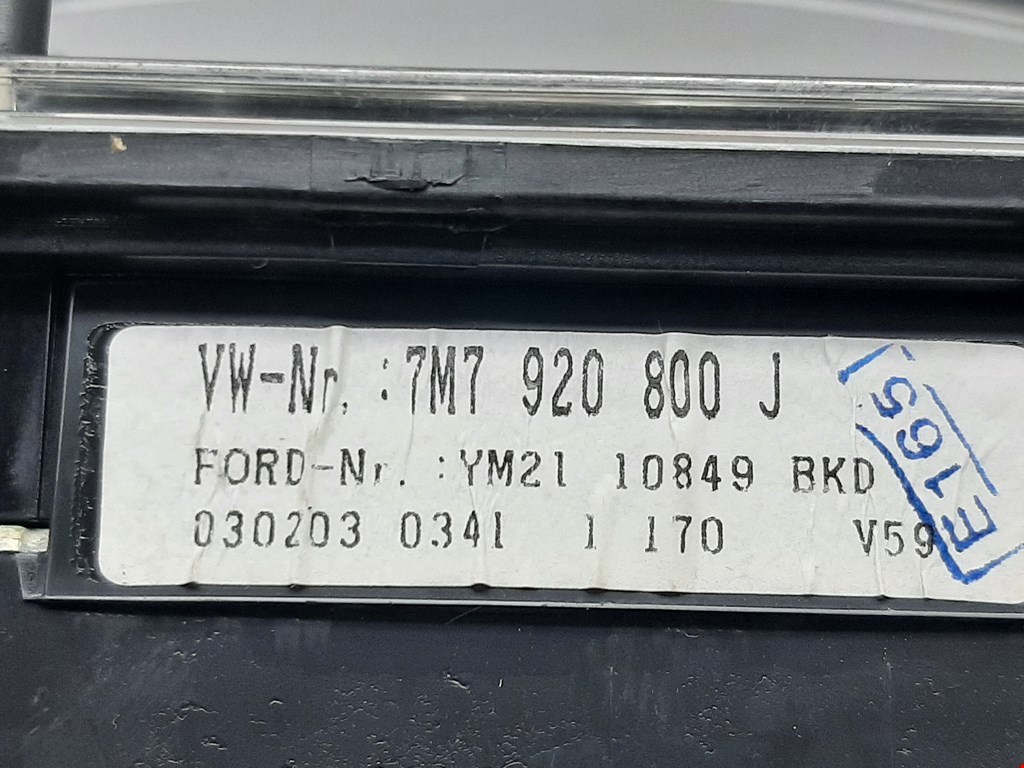 VW-Nr. :7M7 920 800 J
FORD-Nr. :YM21 10849 BKD
030203 0341 1 170 V59
E165